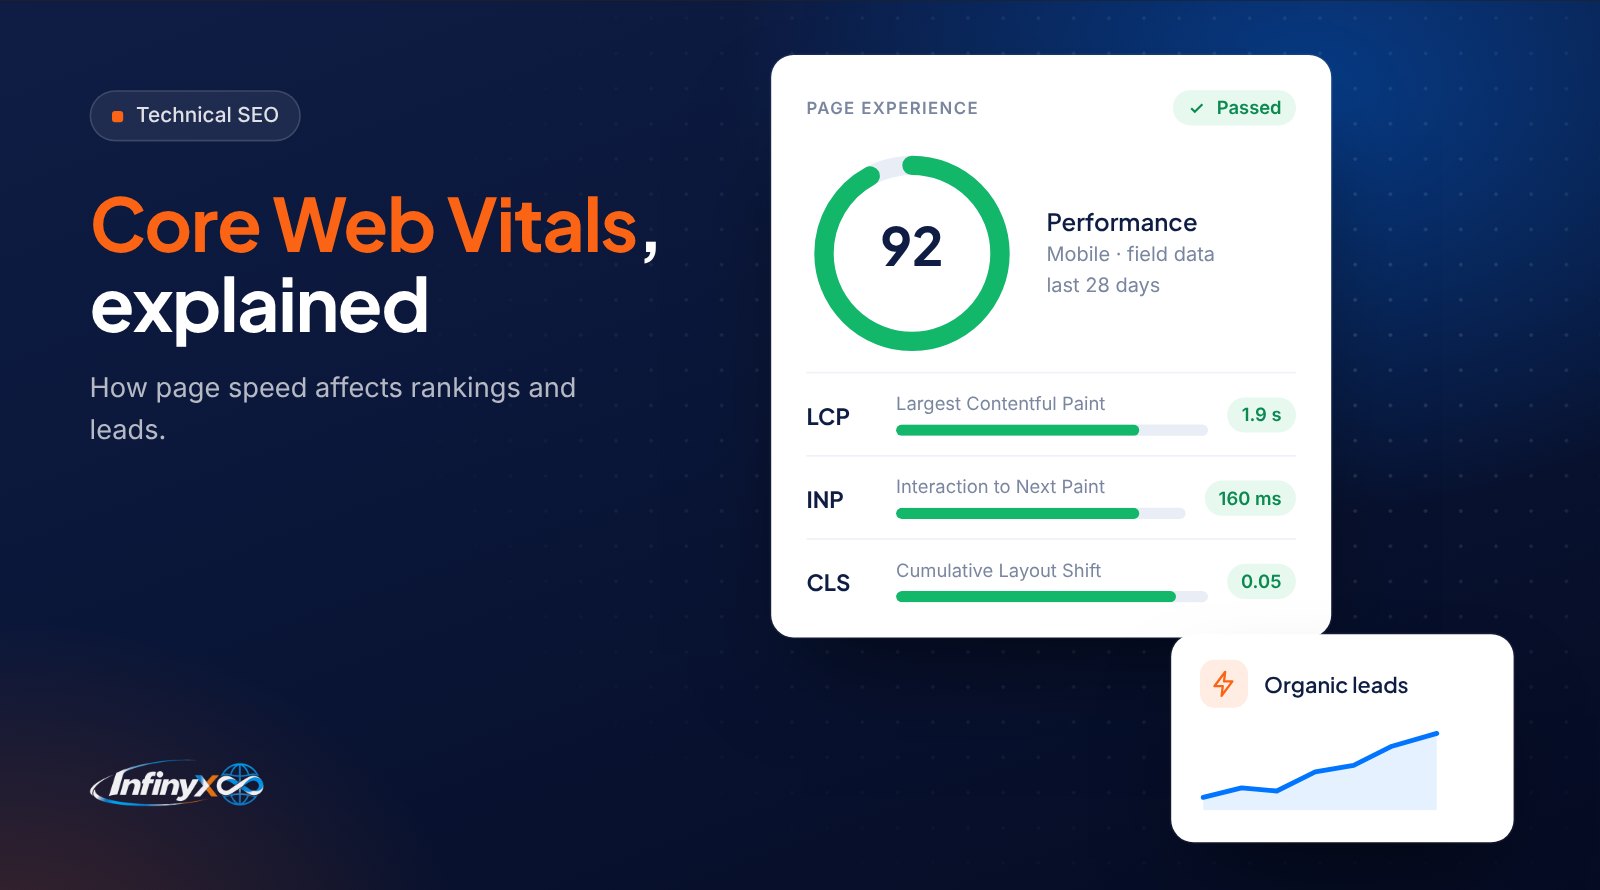 Technical SEO
Core Web Vitals,
explained
How page speed affects rankings and
leads.
InfinyX
PAGE EXPERIENCE
Passed
92
Performance
Mobile · field data
last 28 days
LCP
Largest Contentful Paint
1.9 s
INP
Interaction to Next Paint
160 ms
CLS
Cumulative Layout Shift
0.05
Organic leads